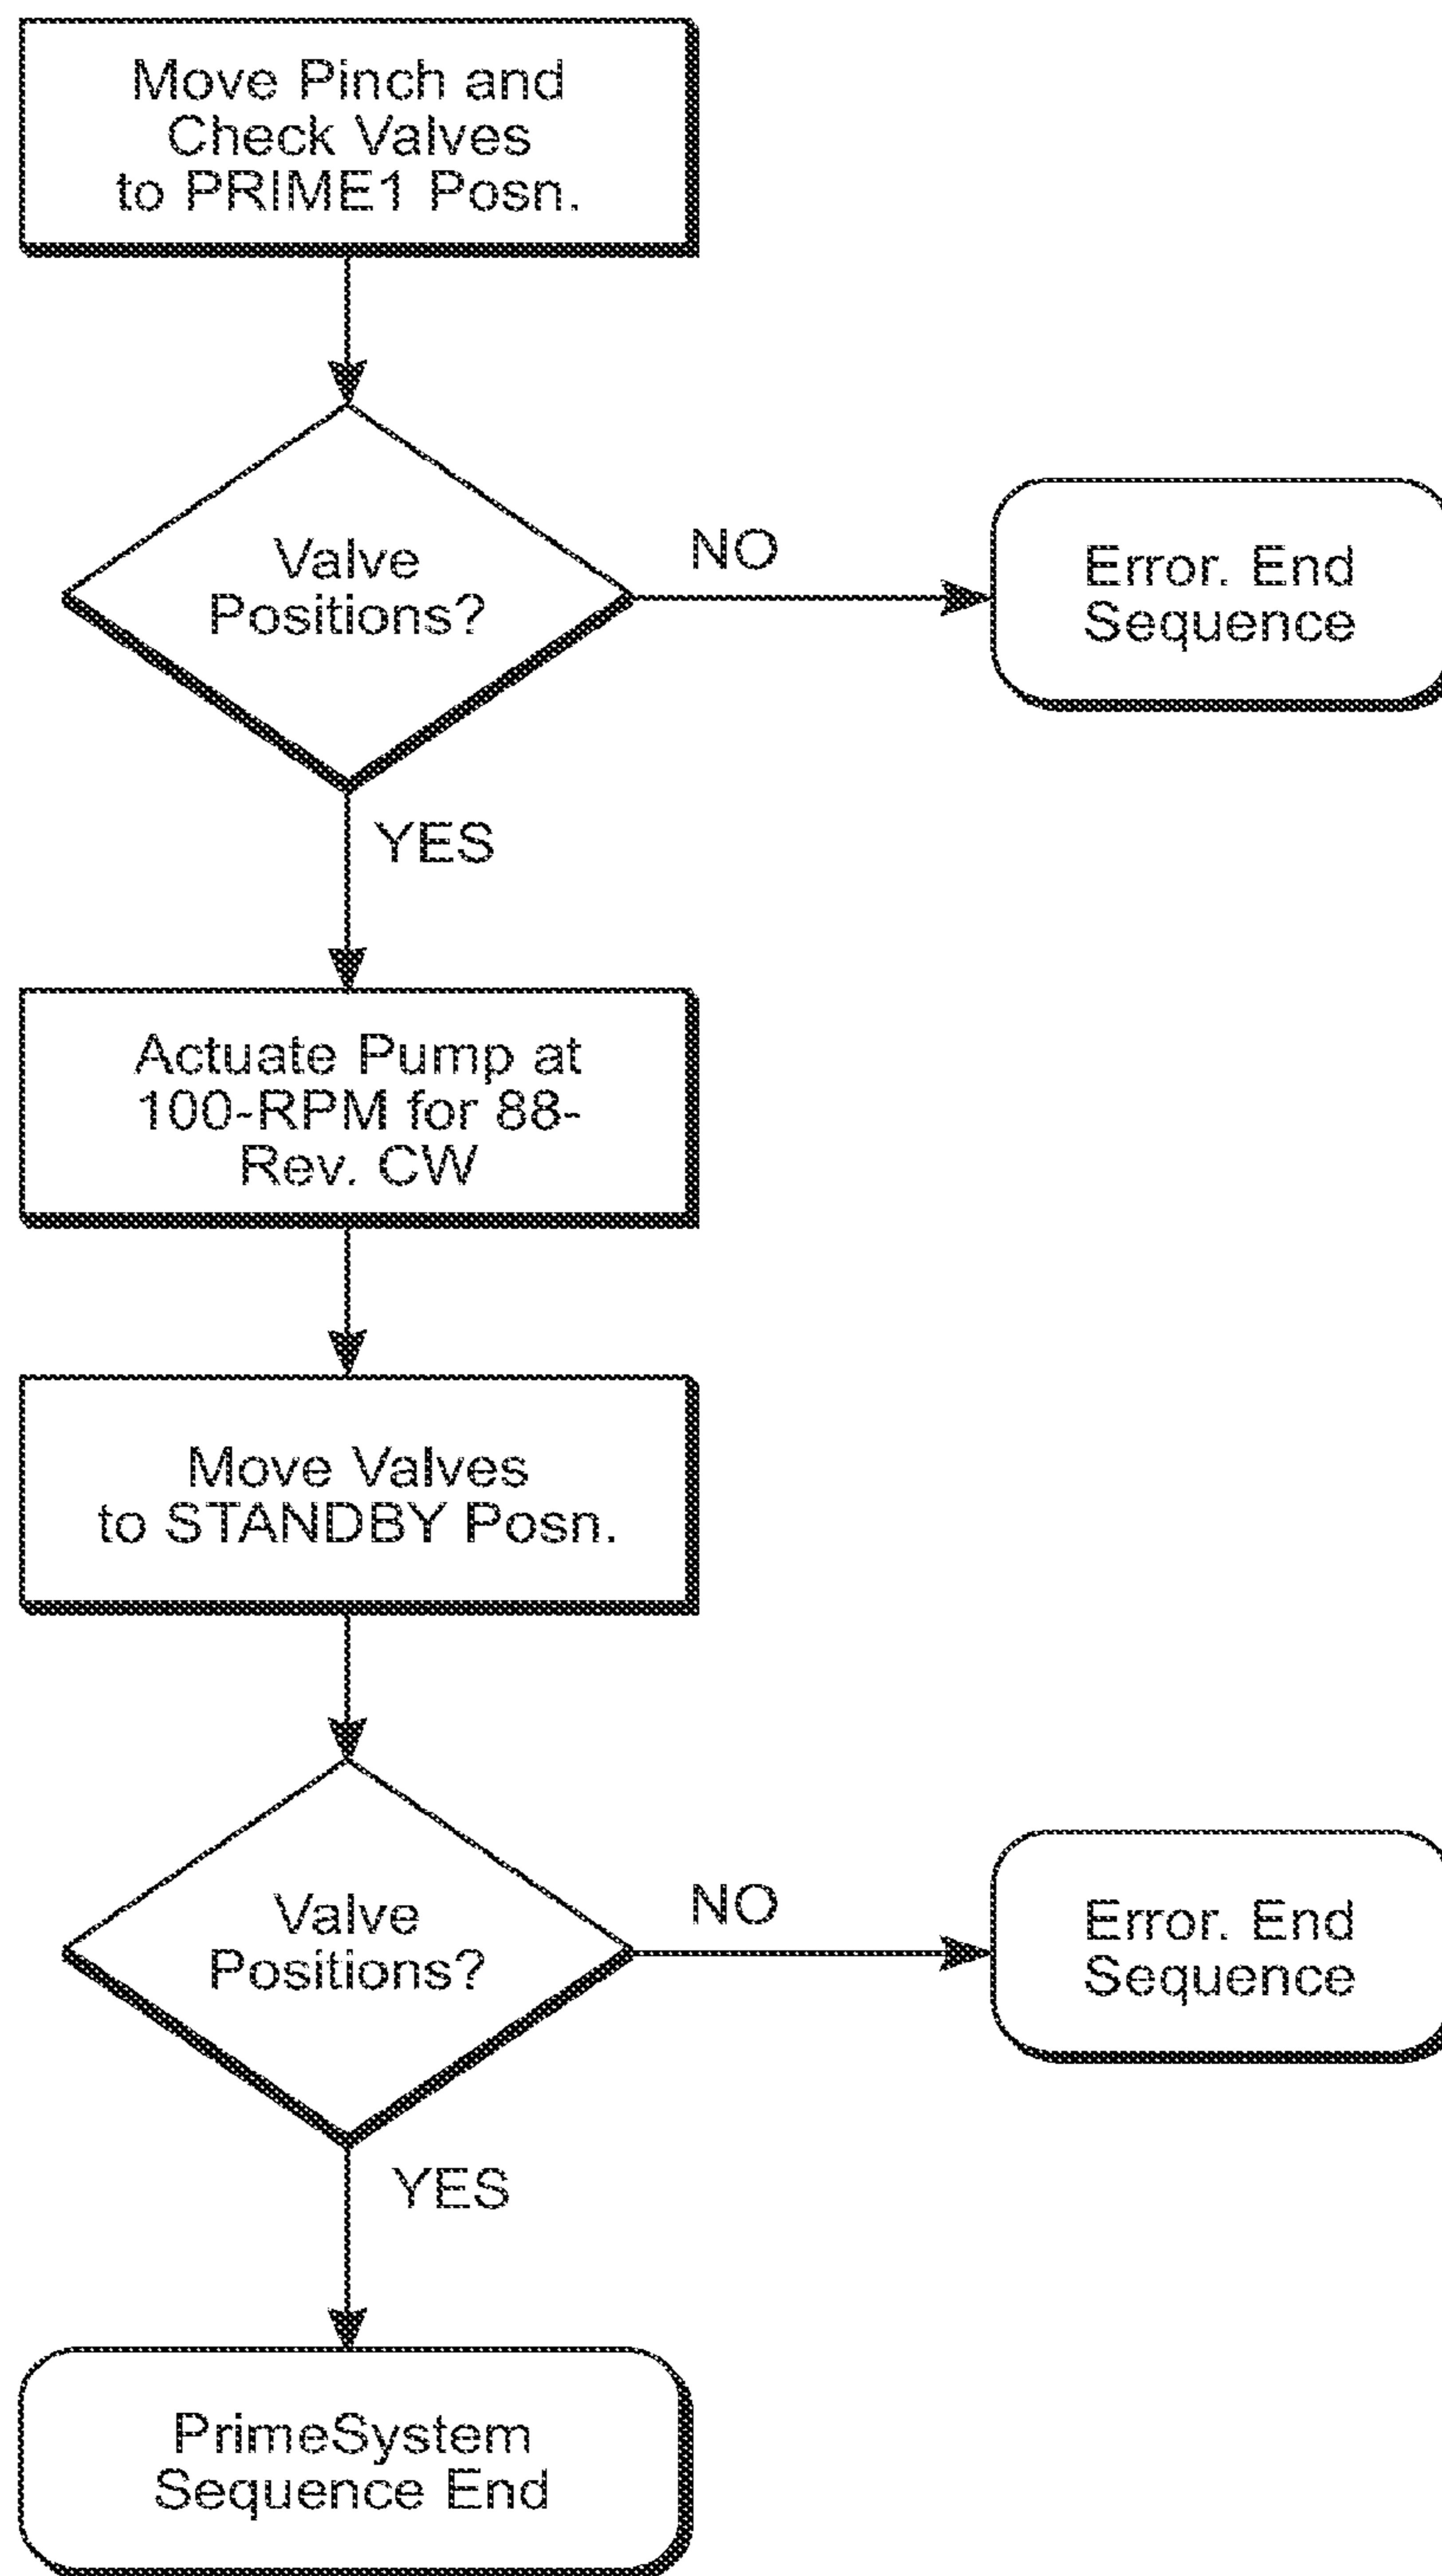 Move Pinch and
Check Valves
to PRIME1 Posn.
Valve
Positions?
NO
Error. End
Sequence
YES
Actuate Pump at
100-RPM for 88-
Rev. CW
Move Valves
to STANDBY Posn.
Valve
Positions?
NO
Error. End
Sequence
YES
PrimeSystem
Sequence End